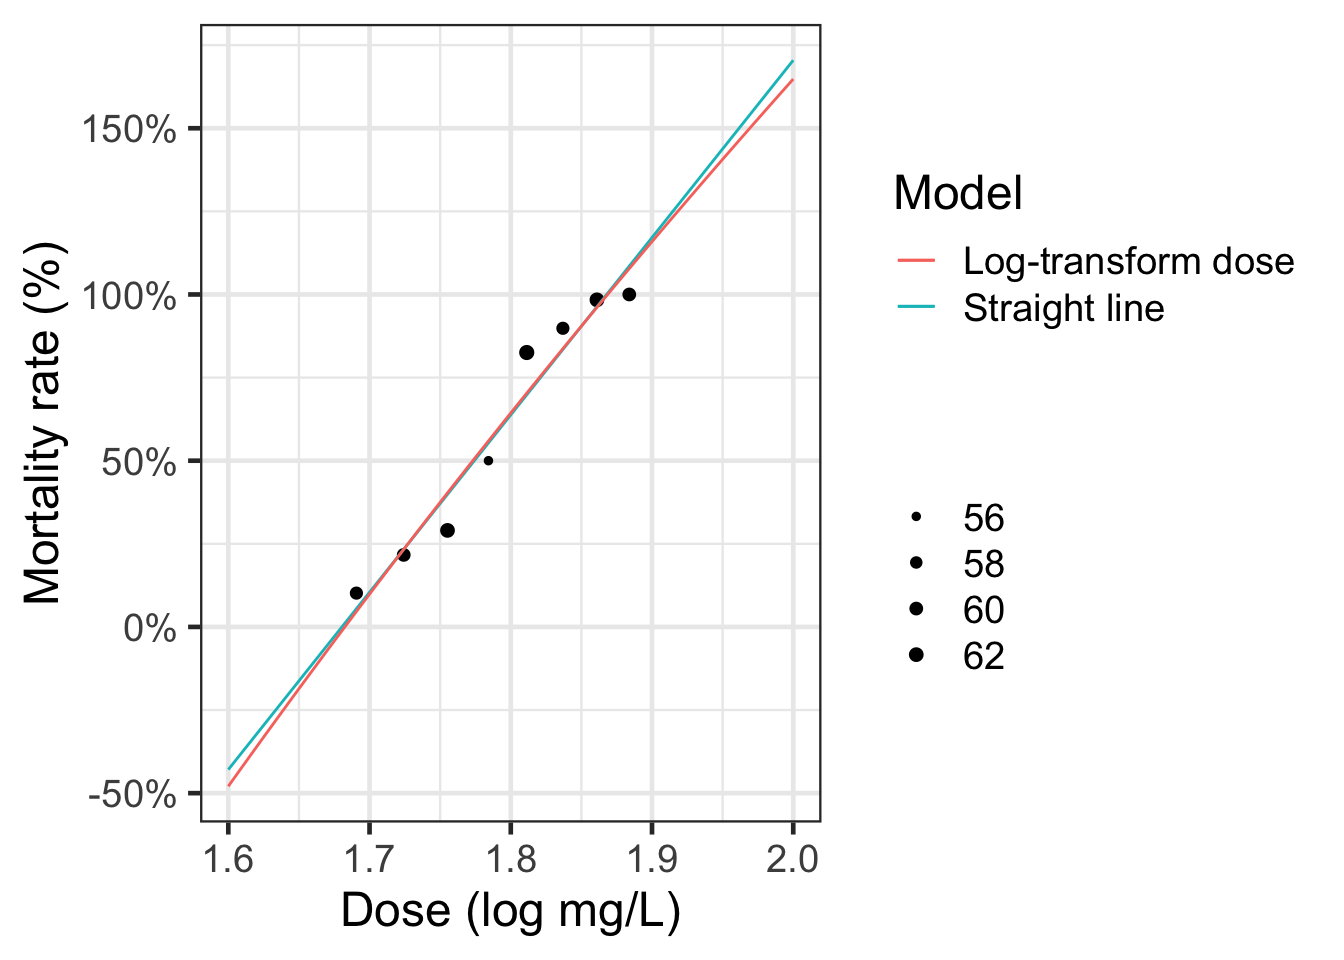 Mortality rate (%)
150%
100%
50%
0%
-50%
1.6 1.7 1.8 1.9 2.0
Dose (log mg/L)
Model
Log-transform dose
Straight line
56
58
60
62